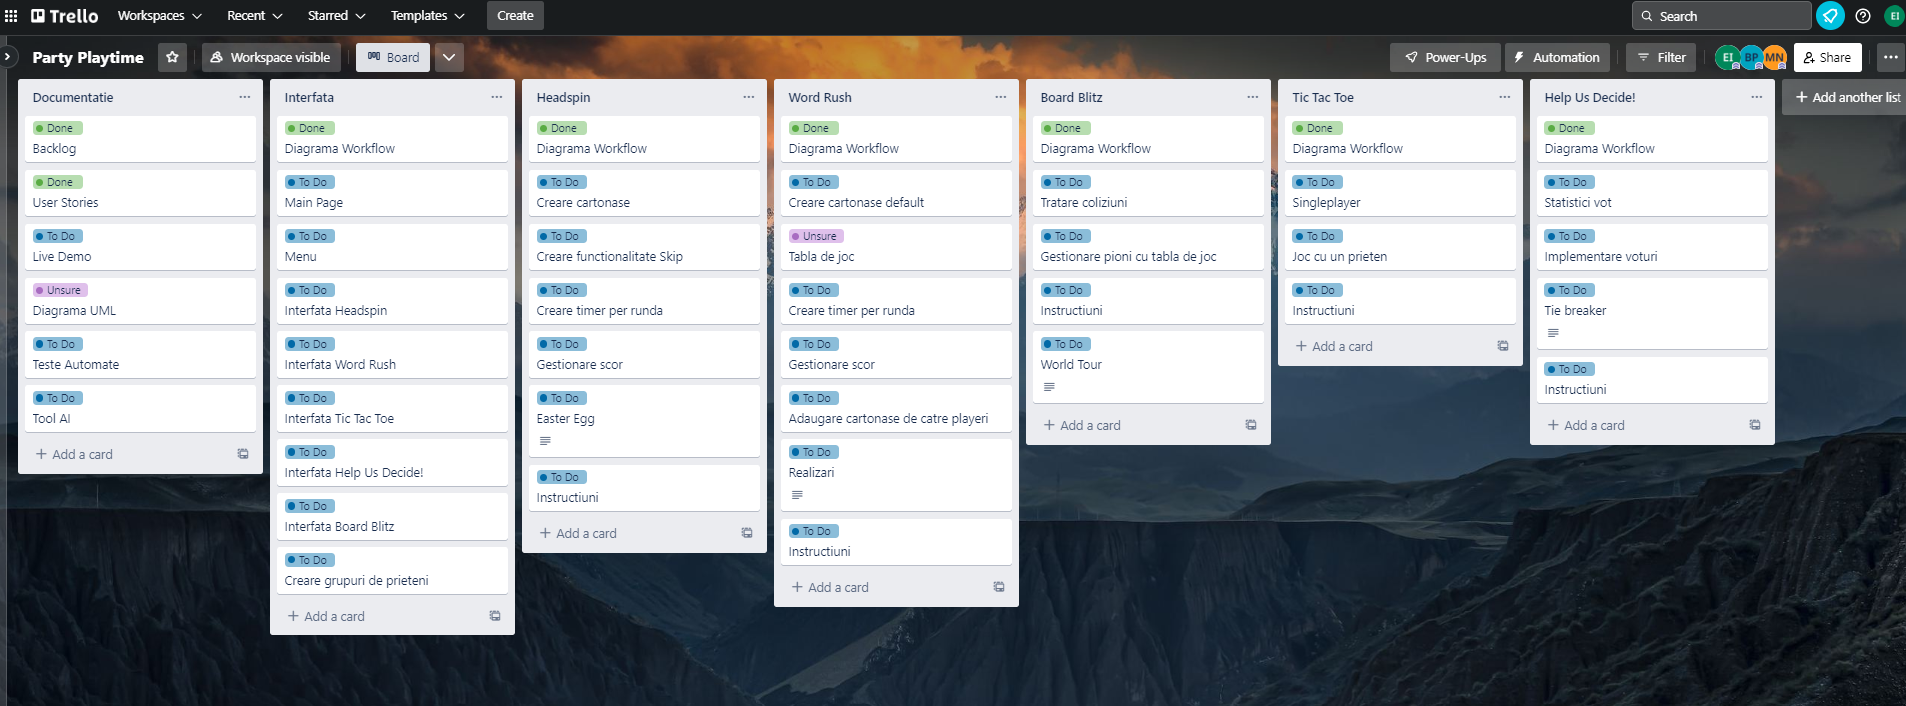 Trello
Workspaces
Recent
Starred
Templates
Create
Search
EI
Party Playtime
Workspace visible
Board
Power-Ups
Automation
Filter
EI
BP
MN
Share
Documentatie
Done
Backlog
Done
User Stories
To Do
Live Demo
Unsure
Diagrama UML
To Do
Teste Automate
To Do
Tool AI
+ Add a card
Interfata
Done
Diagrama Workflow
To Do
Main Page
To Do
Menu
To Do
Interfata Headspin
To Do
Interfata Word Rush
To Do
Interfata Tic Tac Toe
To Do
Interfata Help Us Decide!
To Do
Interfata Board Blitz
To Do
Creare grupuri de prieteni
+ Add a card
Headspin
Done
Diagrama Workflow
To Do
Creare cartonase
To Do
Creare functionalitate Skip
To Do
Creare timer per runda
To Do
Gestionare scor
To Do
Easter Egg
To Do
Instructiuni
+ Add a card
Word Rush
Done
Diagrama Workflow
To Do
Creare cartonase default
Unsure
Tabla de joc
To Do
Creare timer per runda
To Do
Gestionare scor
To Do
Adaugare cartonase de catre playeri
To Do
Realizari
To Do
Instructiuni
+ Add a card
Board Blitz
Done
Diagrama Workflow
To Do
Tratare coliziuni
To Do
Gestionare pioni cu tabla de joc
To Do
Instructiuni
To Do
World Tour
+ Add a card
Tic Tac Toe
Done
Diagrama Workflow
To Do
Singleplayer
To Do
Joc cu un prieten
To Do
Instructiuni
+ Add a card
Help Us Decide!
Done
Diagrama Workflow
To Do
Statistici vot
To Do
Implementare voturi
To Do
Tie breaker
To Do
Instructiuni
+ Add a card
+ Add another list